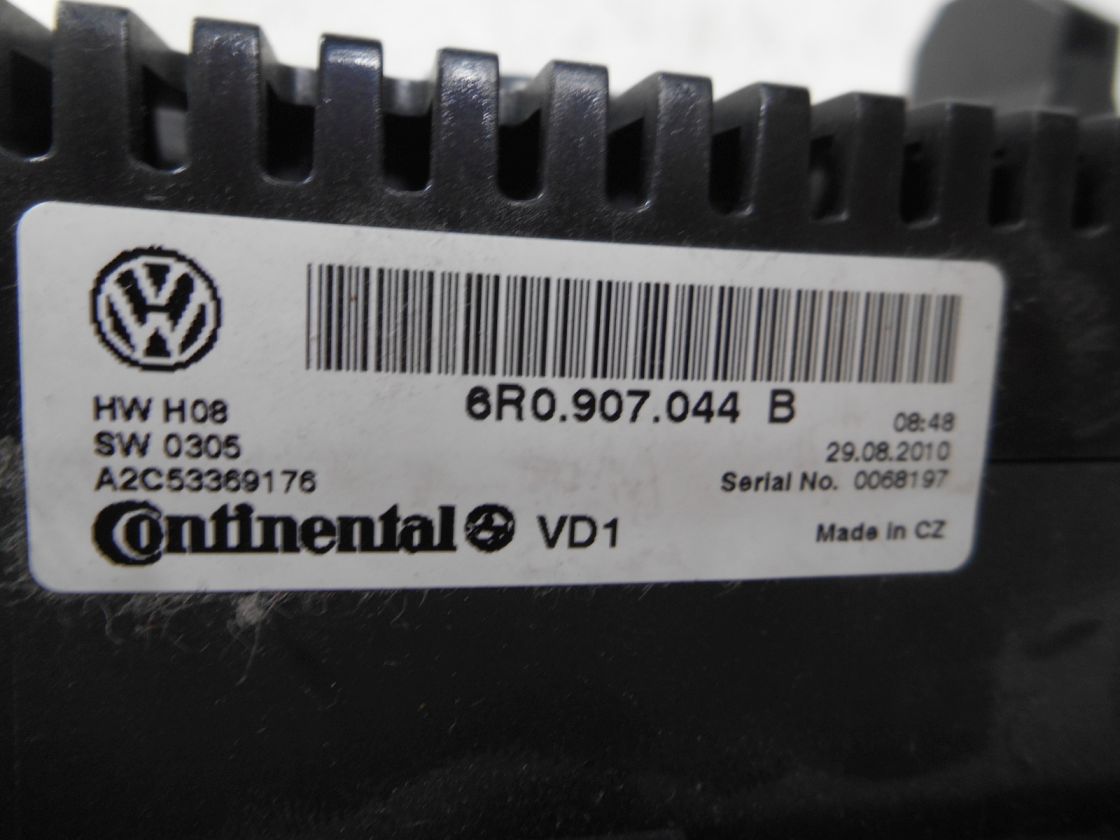 6R0.907.044 B
HW H08
SW 0305
A2C53369176
08:48
29.08.2010
Serial No. 0068197
Continental VD1
Made in CZ